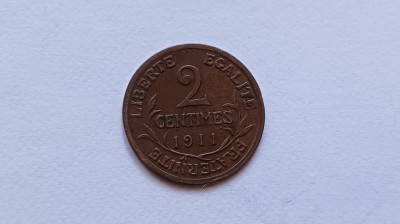 LIBERTE EGALITE
2
CENTIMES
1911
FRATERNITE